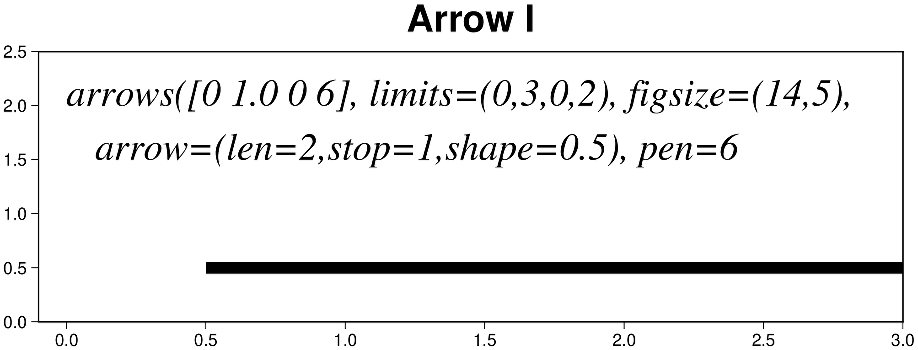 Arrow I
2.5
arrows([0 1.0 0 6], limits=(0,3,0,2), figsize=(14,5),
2.0
arrow=(len=2,stop=1,shape=0.5), pen=6
1.5
1.0
0.5
0.0
0.0 0.5 1.0 1.5 2.0 2.5 3.0